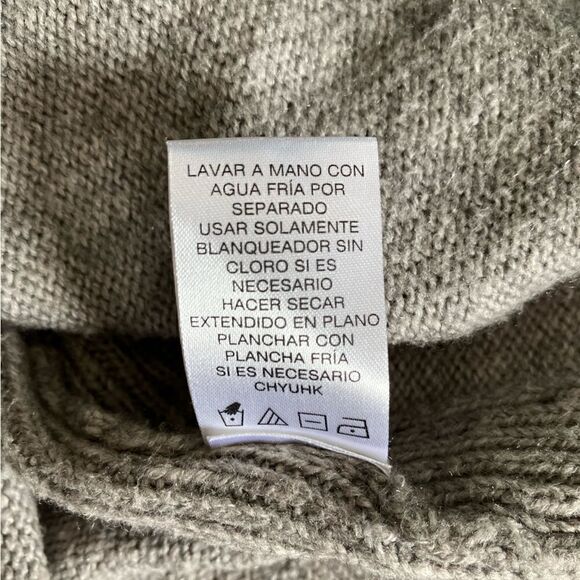 LAVAR A MANO CON
AGUA FRÍA POR
SEPARADO
USAR SOLAMENTE
BLANQUEADOR SIN
CLORO SI ES
NECESARIO
HACER SECAR
EXTENDIDO EN PLANO
PLANCHAR CON
PLANCHA FRÍA
SI ES NECESARIO
CHYUHK